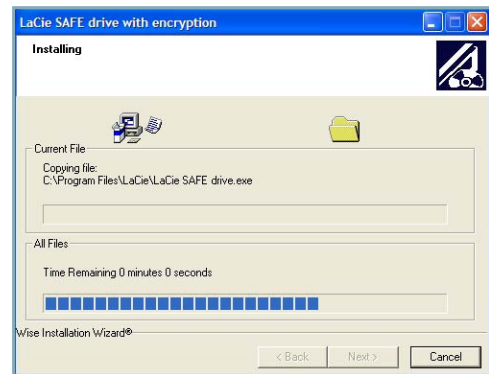 LaCie SAFE drive with encryption
Installing
Current File
Copying file:
C:\Program Files\LaCie\LaCie SAFE drive.exe
All Files
Time Remaining 0 minutes 0 seconds
Wise Installation Wizard®
< Back Next > Cancel